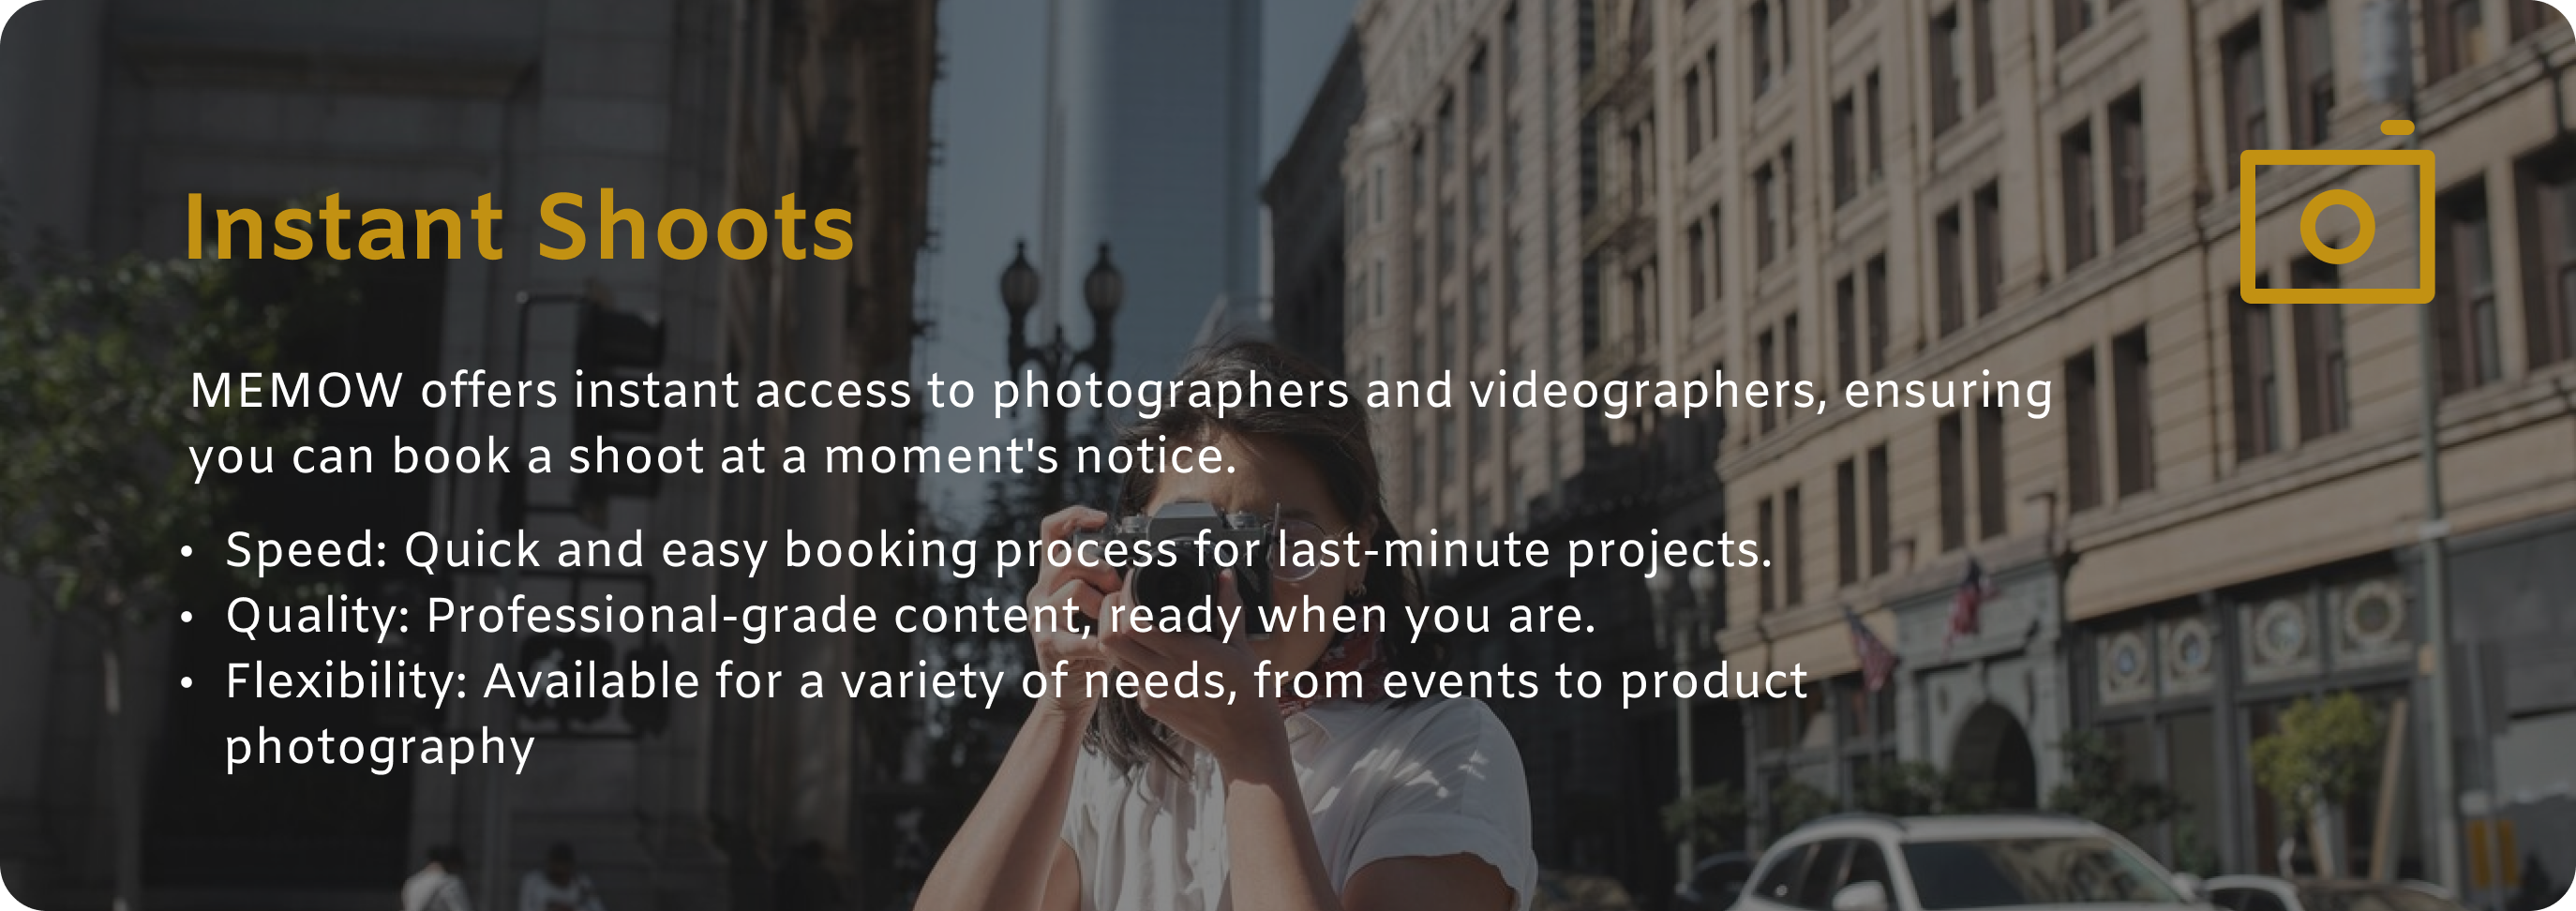 Instant Shoots
MEMOW offers instant access to photographers and videographers, ensuring
you can book a shoot at a moment's notice.
• Speed: Quick and easy booking process for last-minute projects.
• Quality: Professional-grade content, ready when you are.
• Flexibility: Available for a variety of needs, from events to product
photography